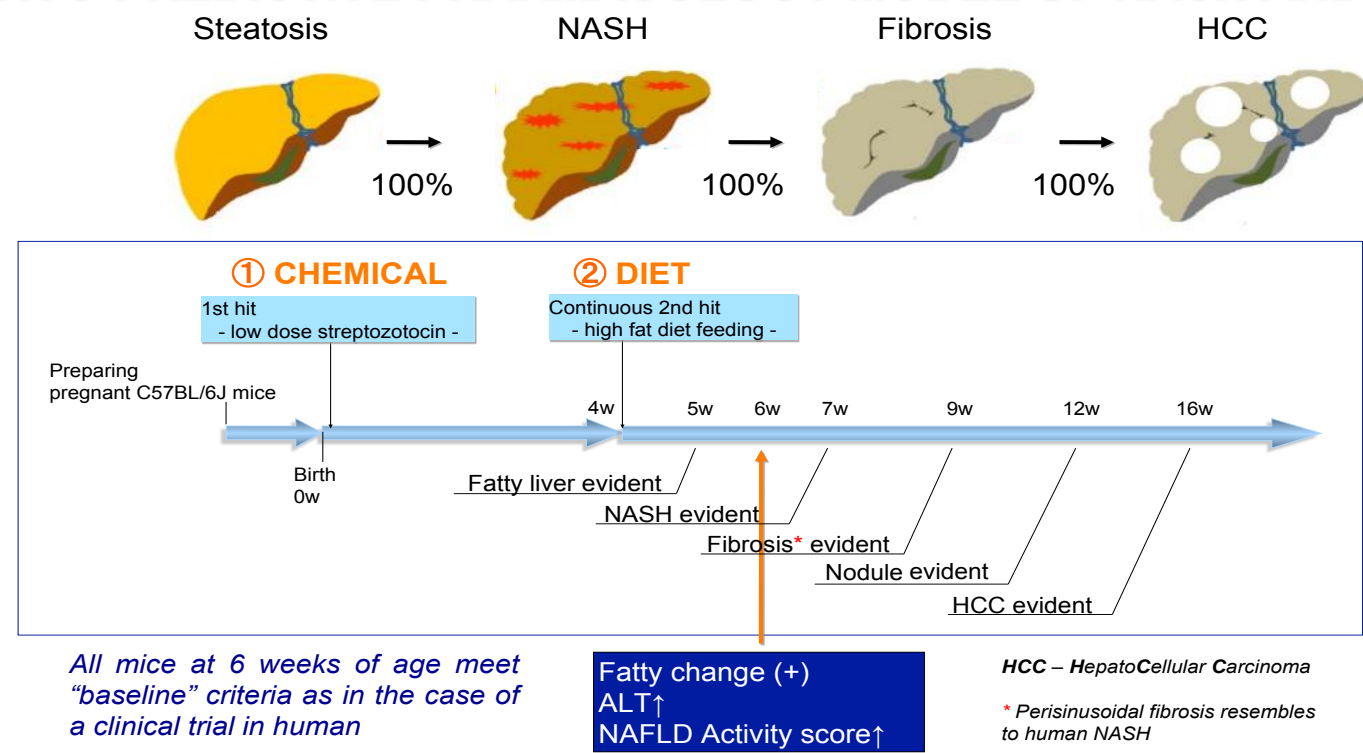 Steatosis NASH Fibrosis HCC
100% 100% 100%
① CHEMICAL
1st hit
- low dose streptozotocin -
② DIET
Continuous 2nd hit
- high fat diet feeding -
Preparing
pregnant C57BL/6J mice
4w 5w 6w 7w 9w 12w 16w
Birth
0w
Fatty liver evident
NASH evident
Fibrosis* evident
Nodule evident
HCC evident
All mice at 6 weeks of age meet
“baseline” criteria as in the case of
a clinical trial in human
Fatty change (+)
ALT↑
NAFLD Activity score↑
HCC – HepatoCellular Carcinoma
* Perisinusoidal fibrosis resembles
to human NASH